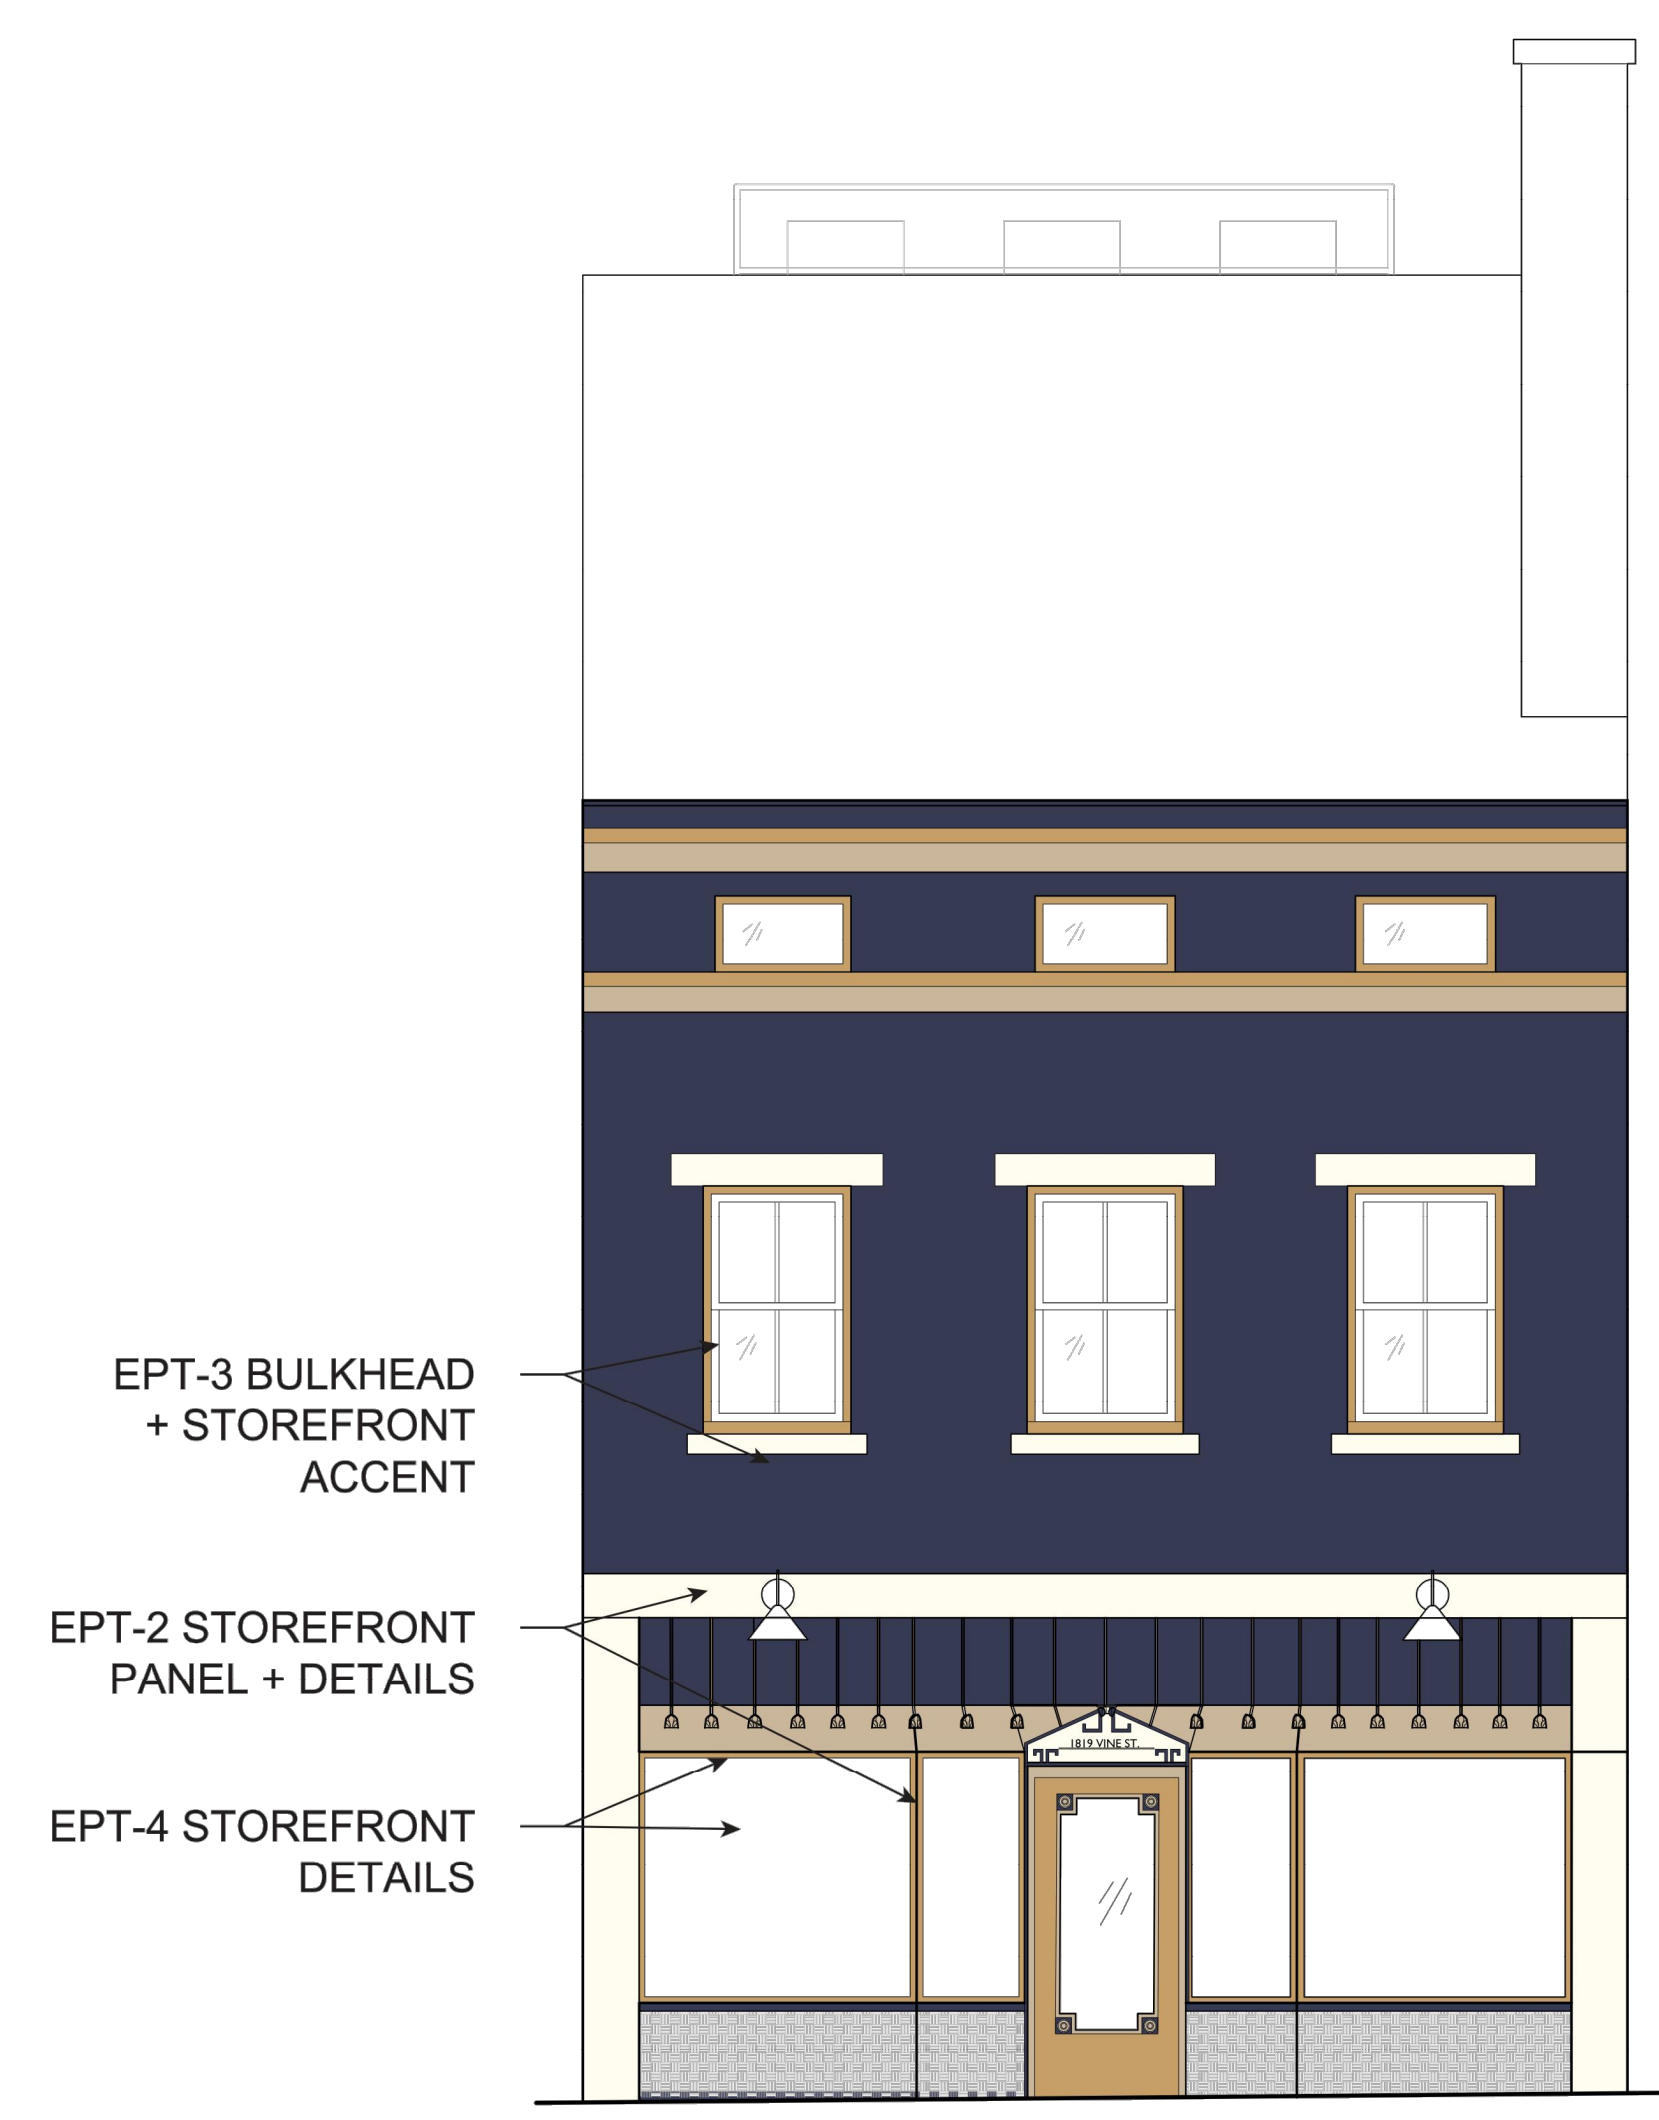 EPT-3 BULKHEAD
+ STOREFRONT
ACCENT
EPT-2 STOREFRONT
PANEL + DETAILS
1819 VINE ST.
EPT-4 STOREFRONT
DETAILS